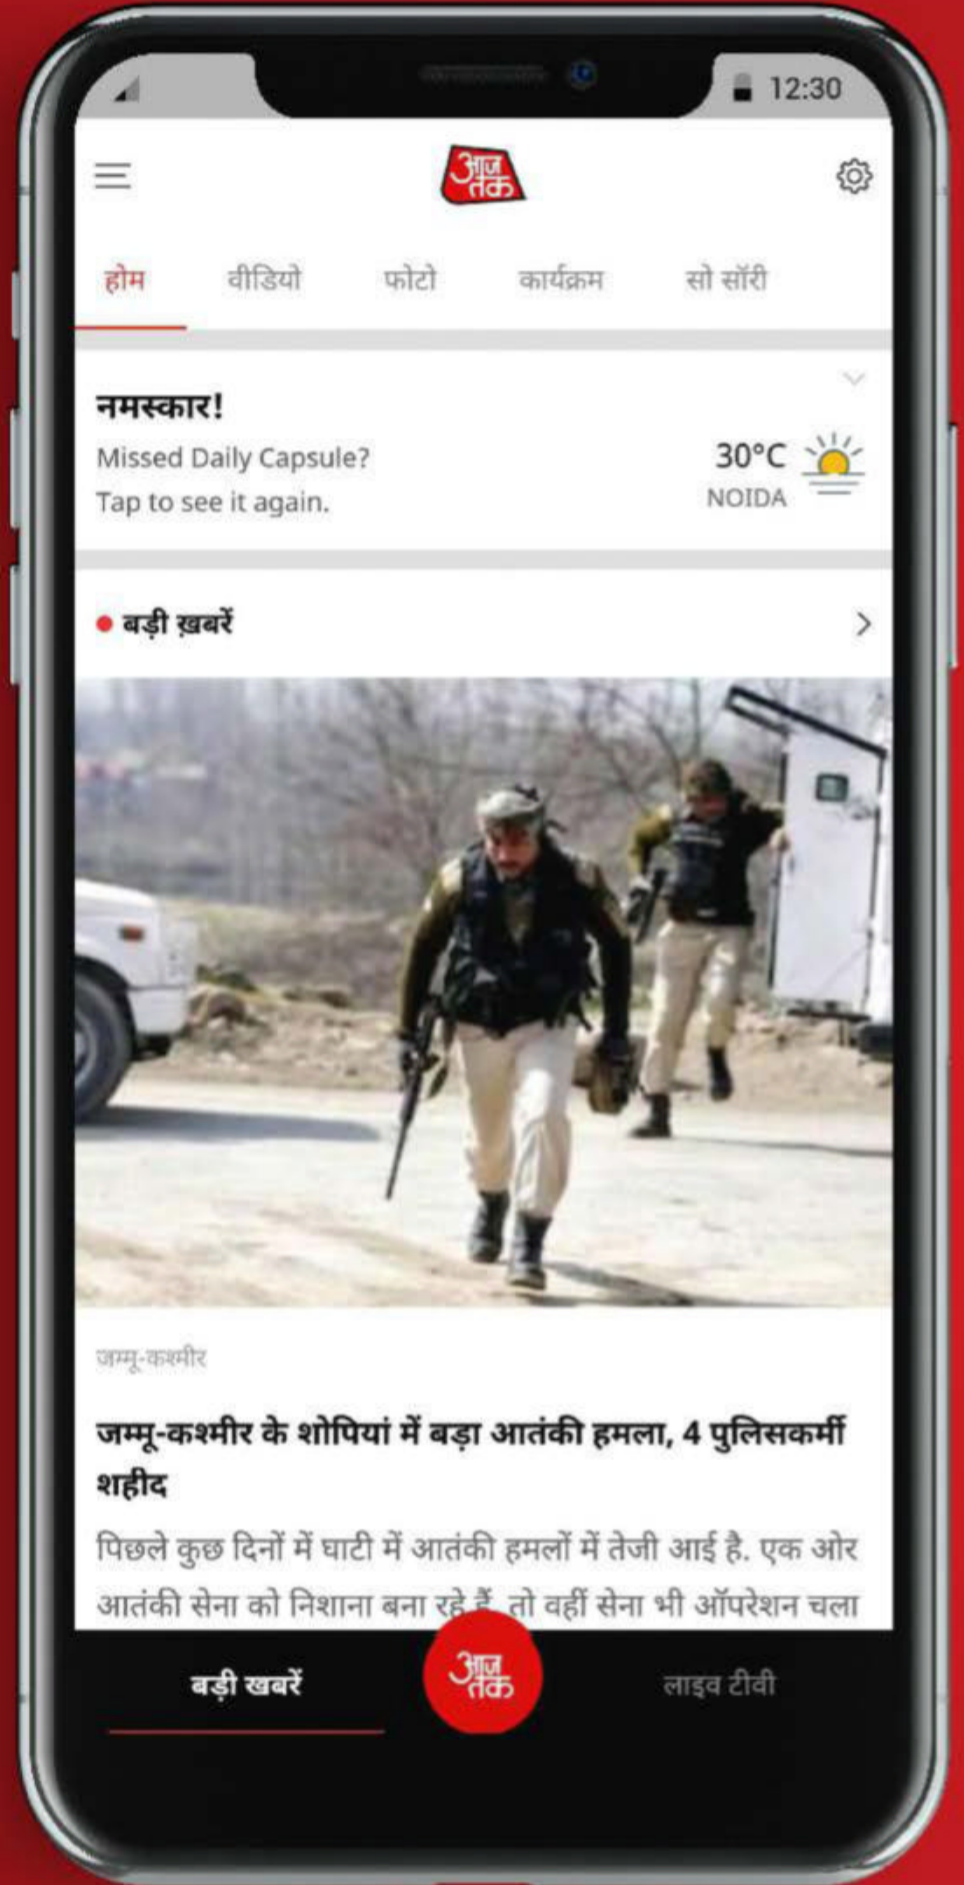 12:30
आज
तक
होम वीडियो फोटो कार्यक्रम सो सॉरी
नमस्कार!
Missed Daily Capsule?
Tap to see it again.
30°C
NOIDA
बड़ी ख़बरें
जम्मू-कश्मीर
जम्मू-कश्मीर के शोपियां में बड़ा आतंकी हमला, 4 पुलिसकर्मी
शहीद
पिछले कुछ दिनों में घाटी में आतंकी हमलों में तेजी आई है. एक ओर
आतंकी सेना को निशाना बना रहे हैं, तो वहीं सेना भी ऑपरेशन चला
बड़ी खबरें
आज
तक
लाइव टीवी